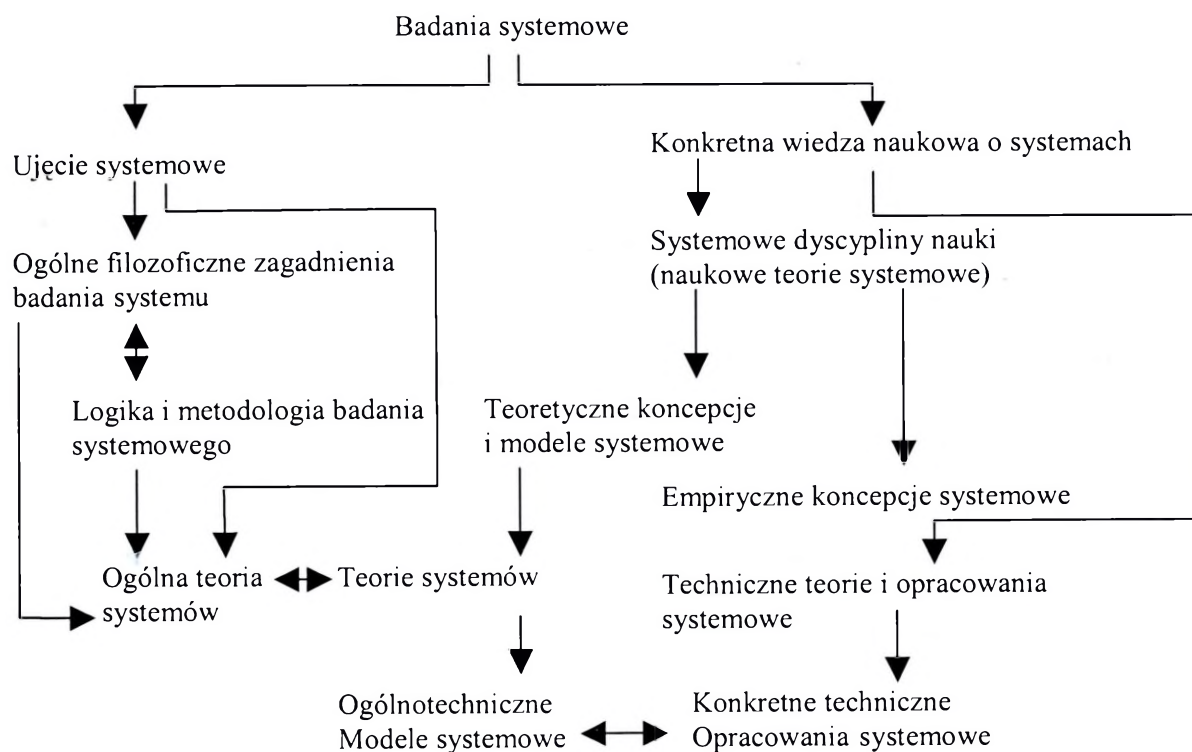 Badania systemowe
Ujęcie systemowe
Konkretna wiedza naukowa o systemach
Ogólne filozoficzne zagadnienia
badania systemu
Systemowe dyscypliny nauki
(naukowe teorie systemowe)
Logika i metodologia badania
systemowego
Teoretyczne koncepcje
i modele systemowe
Empiryczne koncepcje systemowe
Ogólna teoria
systemów
Teorie systemów
Techniczne teorie i opracowania
systemowe
Ogólnotechniczne
Modele systemowe
Konkretne techniczne
Opracowania systemowe